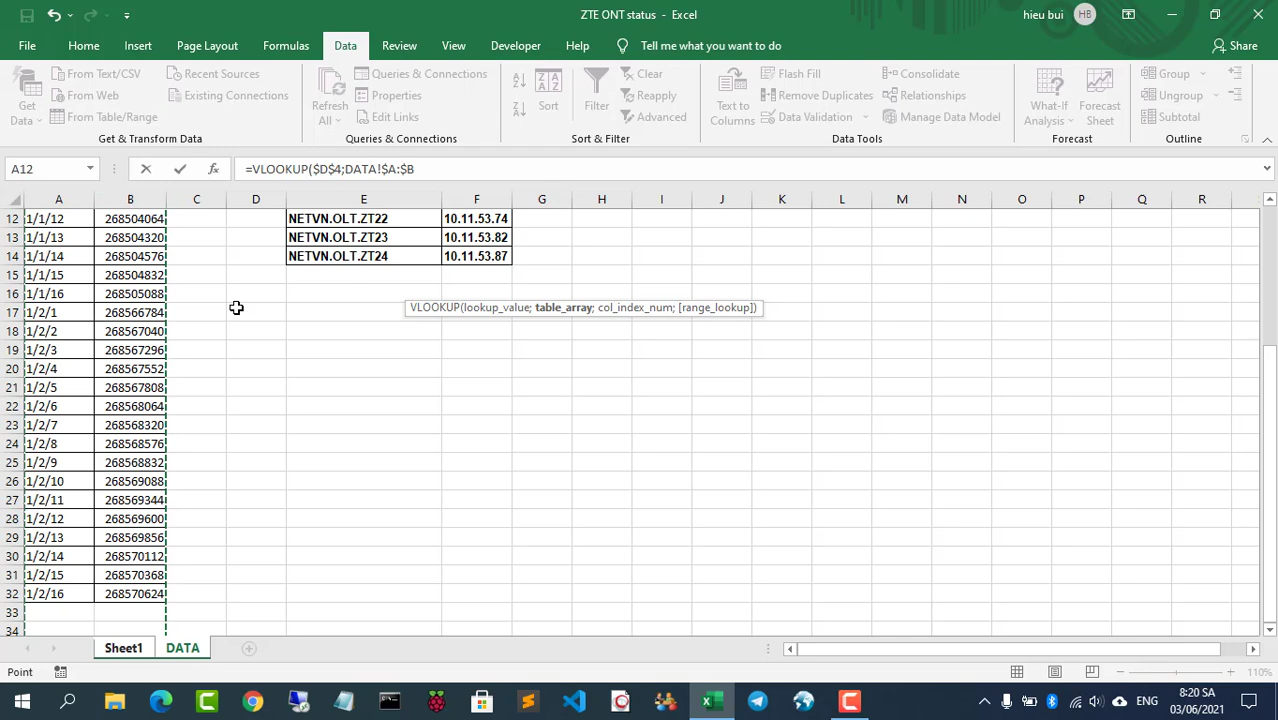 ZTE ONT status - Excel
hieu bui HB
File Home Insert Page Layout Formulas Data Review View Developer Help Tell me what you want to do Share
Get Data From Text/CSV Recent Sources
From Web Existing Connections
From Table/Range
Get & Transform Data
Refresh All Queries & Connections
Properties
Edit Links
Queries & Connections
Sort Filter Clear
Reapply
Advanced
Sort & Filter
Text to Columns Flash Fill Consolidate
Remove Duplicates Relationships
Data Validation Manage Data Model
Data Tools
What-If Analysis Forecast Sheet
Forecast
Group
Ungroup
Subtotal
Outline
A12 fx =VLOOKUP($D$4;DATA!$A:$B
A B C D E F G H I J K L M N O P Q R
12 1/1/12 268504064 NETVN.OLT.ZT22 10.11.53.74
13 1/1/13 268504320 NETVN.OLT.ZT23 10.11.53.82
14 1/1/14 268504576 NETVN.OLT.ZT24 10.11.53.87
15 1/1/15 268504832
16 1/1/16 268505088
VLOOKUP(lookup_value; table_array; col_index_num; [range_lookup])
17 1/2/1 268566784
18 1/2/2 268567040
19 1/2/3 268567296
20 1/2/4 268567552
21 1/2/5 268567808
22 1/2/6 268568064
23 1/2/7 268568320
24 1/2/8 268568576
25 1/2/9 268568832
26 1/2/10 268569088
27 1/2/11 268569344
28 1/2/12 268569600
29 1/2/13 268569856
30 1/2/14 268570112
31 1/2/15 268570368
32 1/2/16 268570624
33
34
Sheet1 DATA
Point 110%
ENG 8:20 SA
03/06/2021